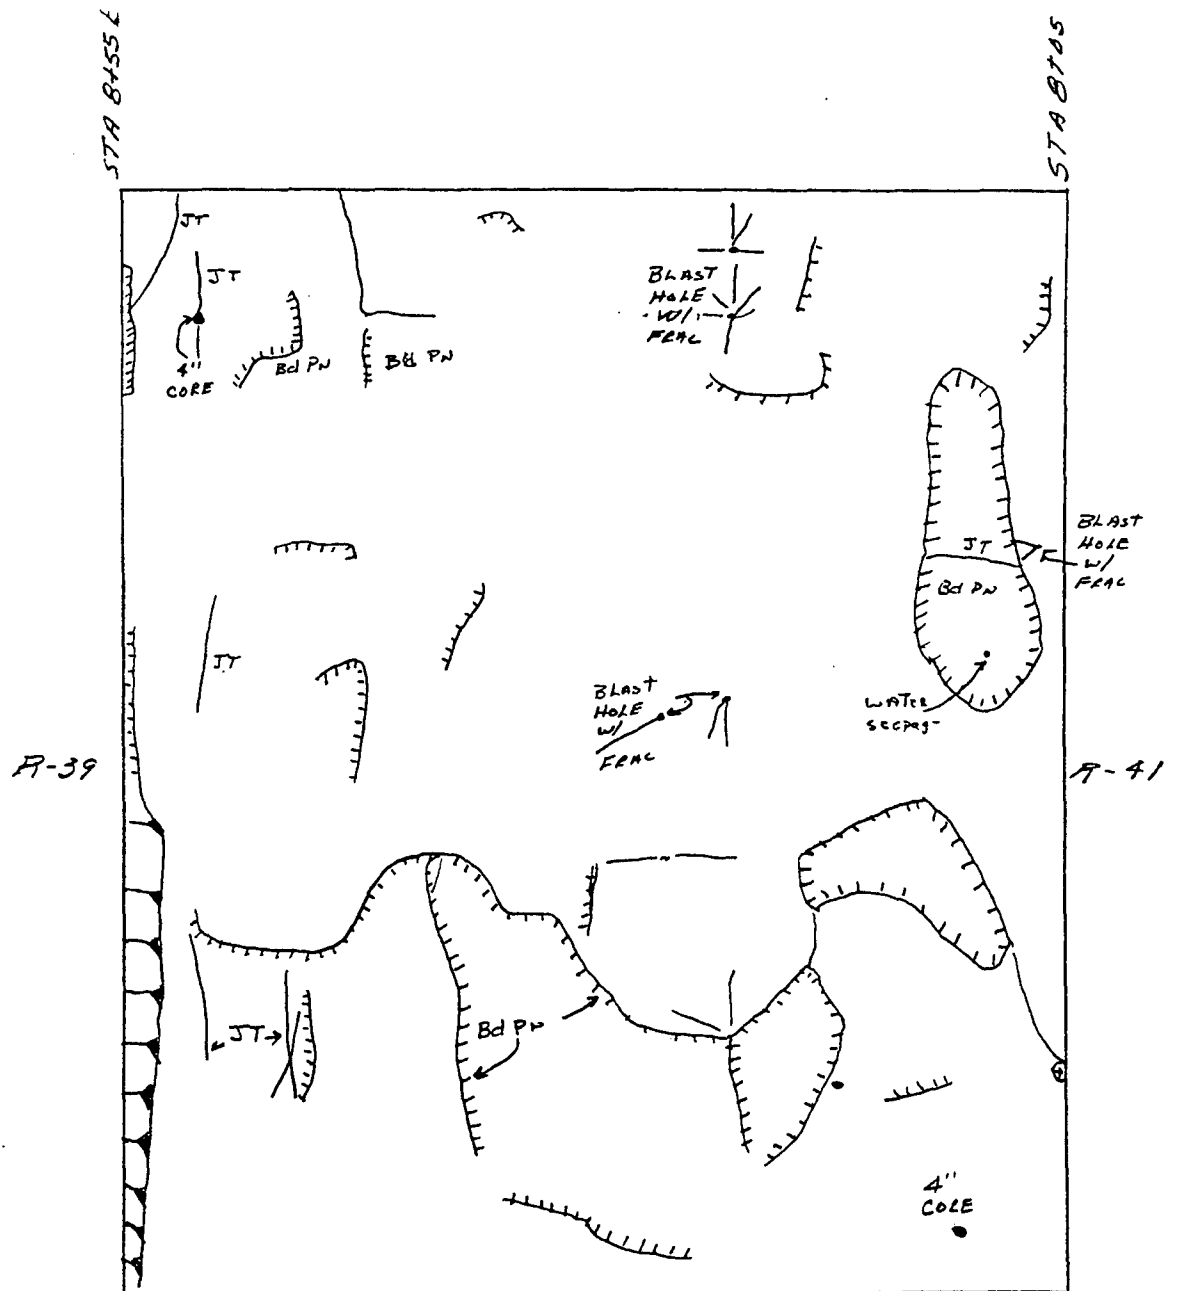 STA 8+55
STA 8+05
JT
JT
4"
CORE
Bd PN
Bd PN
BLAST
HOLE
W/
FRAC
BLAST
HOLE
W/
FRAC
JT
Bd PN
WATER
JT
BLAST
HOLE
W/
FRAC
R-39
R-41
JT
Bd PN
4"
CORE